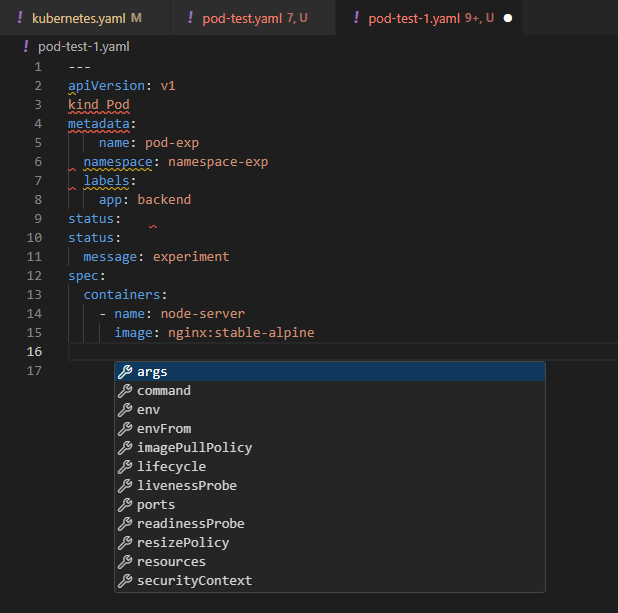 ! kubernetes.yaml M ! pod-test.yaml 7, U ! pod-test-1.yaml 9+, U ●
! pod-test-1.yaml
1 ---
2 apiVersion: v1
3 kind Pod
4 metadata:
5     name: pod-exp
6   namespace: namespace-exp
7   labels:
8     app: backend
9 status:
10 status:
11   message: experiment
12 spec:
13   containers:
14     - name: node-server
15       image: nginx:stable-alpine
16
17
args
command
env
envFrom
imagePullPolicy
lifecycle
livenessProbe
ports
readinessProbe
resizePolicy
resources
securityContext